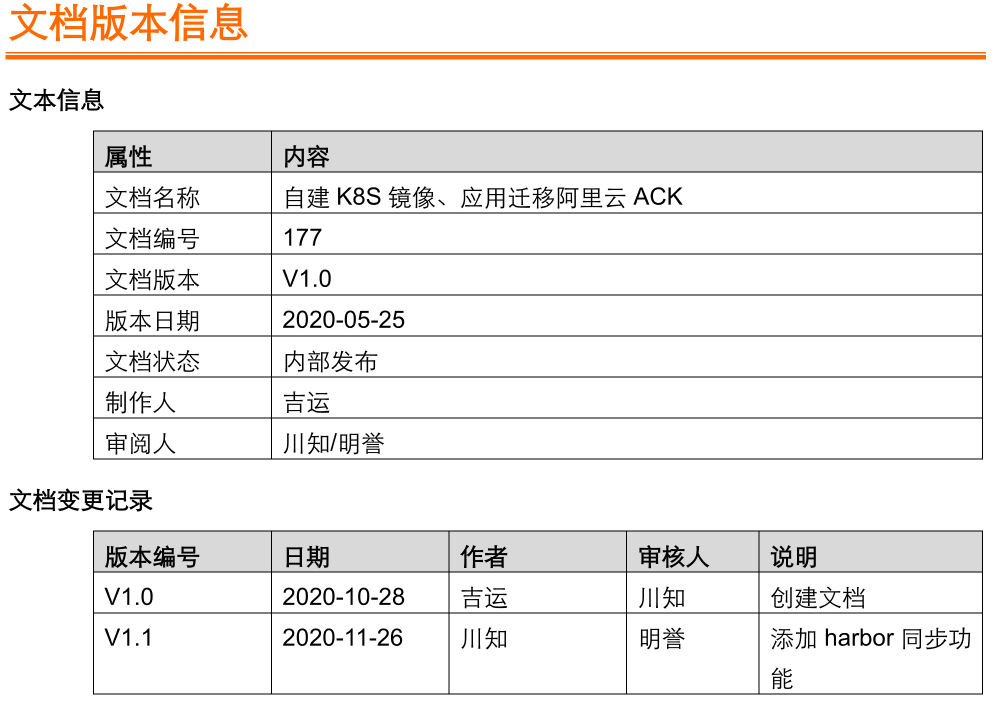 文档版本信息
文本信息
属性 内容
文档名称 自建 K8S 镜像、应用迁移阿里云 ACK
文档编号 177
文档版本 V1.0
版本日期 2020-05-25
文档状态 内部发布
制作人 吉运
审阅人 川知/明誉
文档变更记录
版本编号 日期 作者 审核人 说明
V1.0 2020-10-28 吉运 川知 创建文档
V1.1 2020-11-26 川知 明誉 添加 harbor 同步功
能